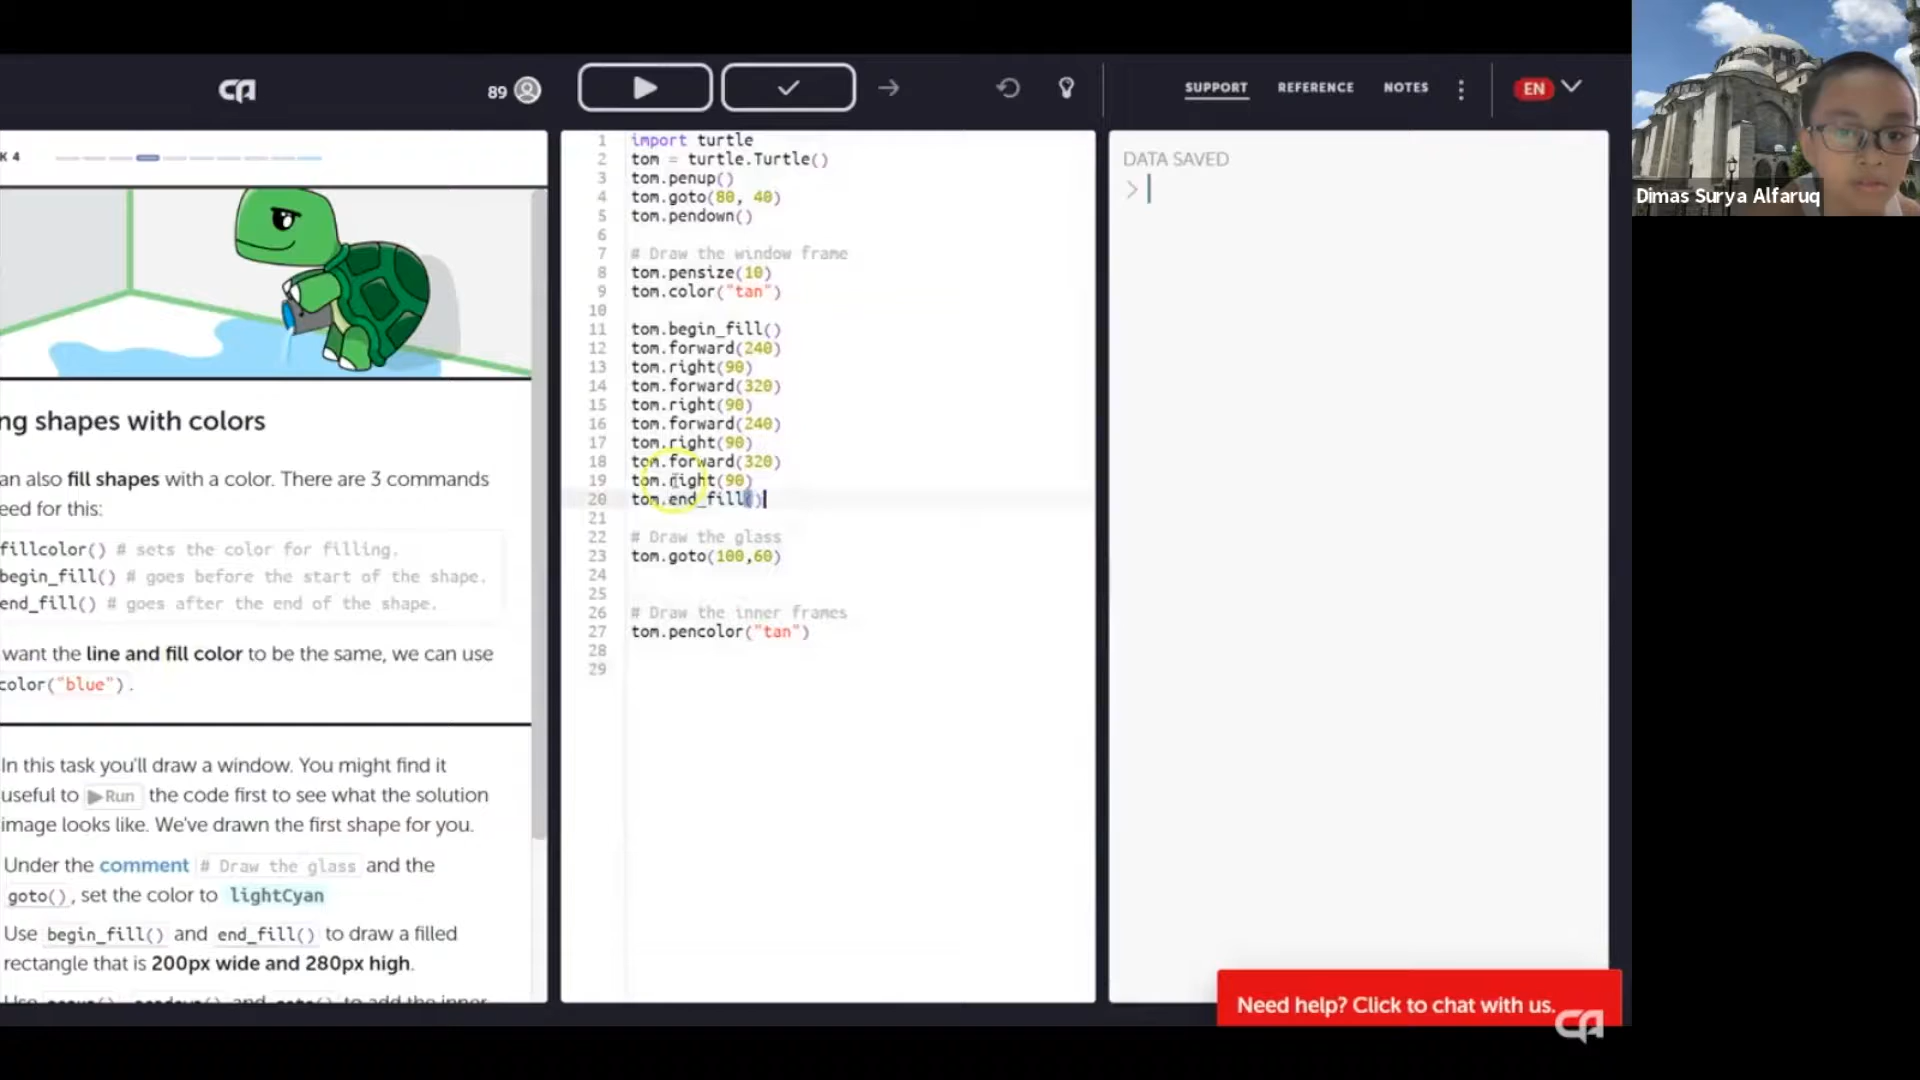 89
SUPPORT
REFERENCE
NOTES
EN
K 4
ng shapes with colors
an also fill shapes with a color. There are 3 commands
eed for this:
fillcolor() # sets the color for filling.
begin_fill() # goes before the start of the shape.
end_fill() # goes after the end of the shape.
want the line and fill color to be the same, we can use
color("blue").
In this task you'll draw a window. You might find it
useful to Run the code first to see what the solution
image looks like. We've drawn the first shape for you.
Under the comment # Draw the glass and the
goto(), set the color to lightCyan
Use begin_fill() and end_fill() to draw a filled
rectangle that is 200px wide and 280px high.
1 import turtle
2 tom = turtle.Turtle()
3 tom.penup()
4 tom.goto(80, 40)
5 tom.pendown()
6
7 # Draw the window frame
8 tom.pensize(10)
9 tom.color("tan")
10
11 tom.begin_fill()
12 tom.forward(240)
13 tom.right(90)
14 tom.forward(320)
15 tom.right(90)
16 tom.forward(240)
17 tom.right(90)
18 tom.forward(320)
19 tom.right(90)
20 tom.end_fill()
21
22 # Draw the glass
23 tom.goto(100,60)
24
25
26 # Draw the inner frames
27 tom.pencolor("tan")
28
29
DATA SAVED
>
Need help? Click to chat with us.
Dimas Surya Alfaruq